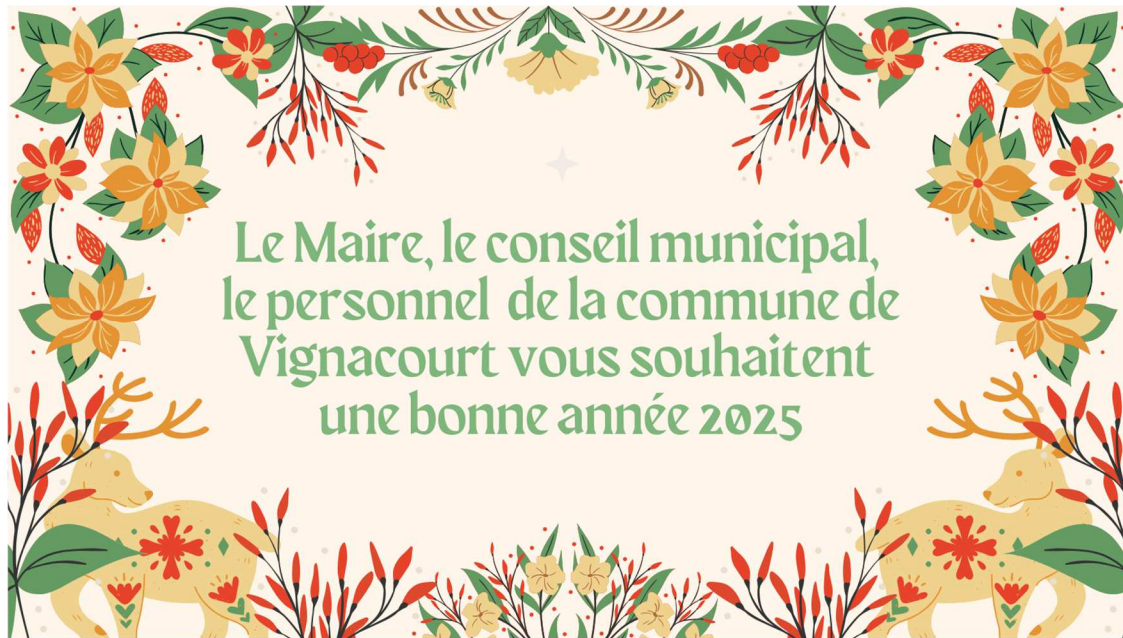 Le Maire, le conseil municipal,
le personnel de la commune de
Vignacourt vous souhaitent
une bonne année 2025